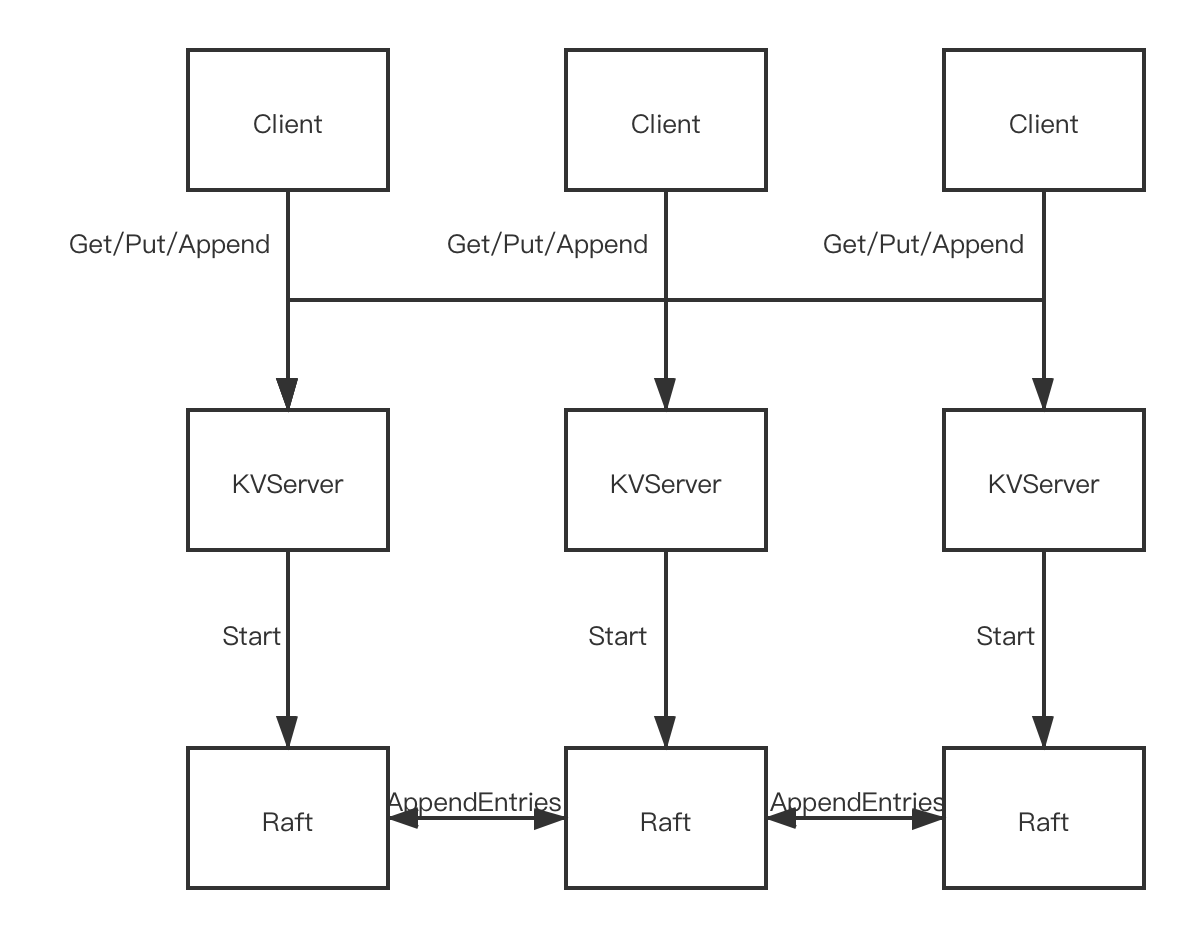 Client
Client
Client
Get/Put/Append
Get/Put/Append
Get/Put/Append
KVServer
KVServer
KVServer
Start
Start
Start
AppendEntries
AppendEntries
Raft
Raft
Raft